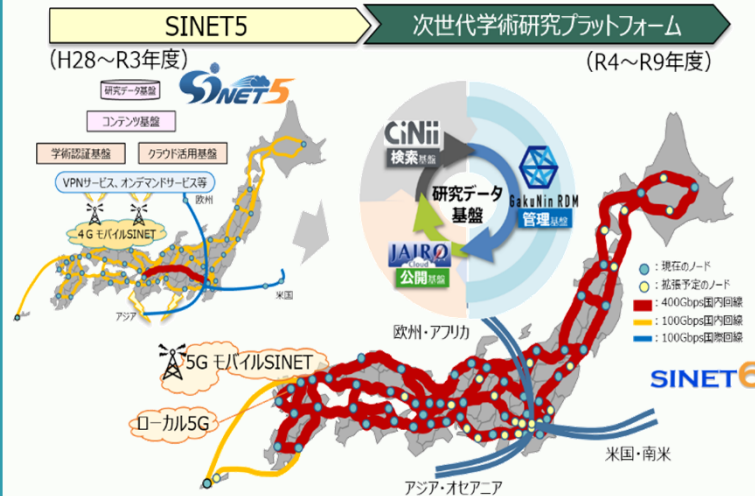 SINET5
次世代学術研究プラットフォーム
(H28～R3年度)
(R4～R9年度)
研究データ基盤
SINET5
コンテンツ基盤
学術認証基盤
クラウド活用基盤
VPNサービス、オンデマンドサービス等
欧州
4GモバイルSINET
アジア
米国
CiNii
検索基盤
研究データ
基盤
GakuNin RDM
管理基盤
JAIRO
Cloud
公開基盤
:現在のノード
:拡張予定のノード
:400Gbps国内回線
:100Gbps国内回線
:100Gbps国際回線
欧州・アフリカ
5GモバイルSINET
SINET6
ローカル5G
米国・南米
アジア・オセアニア